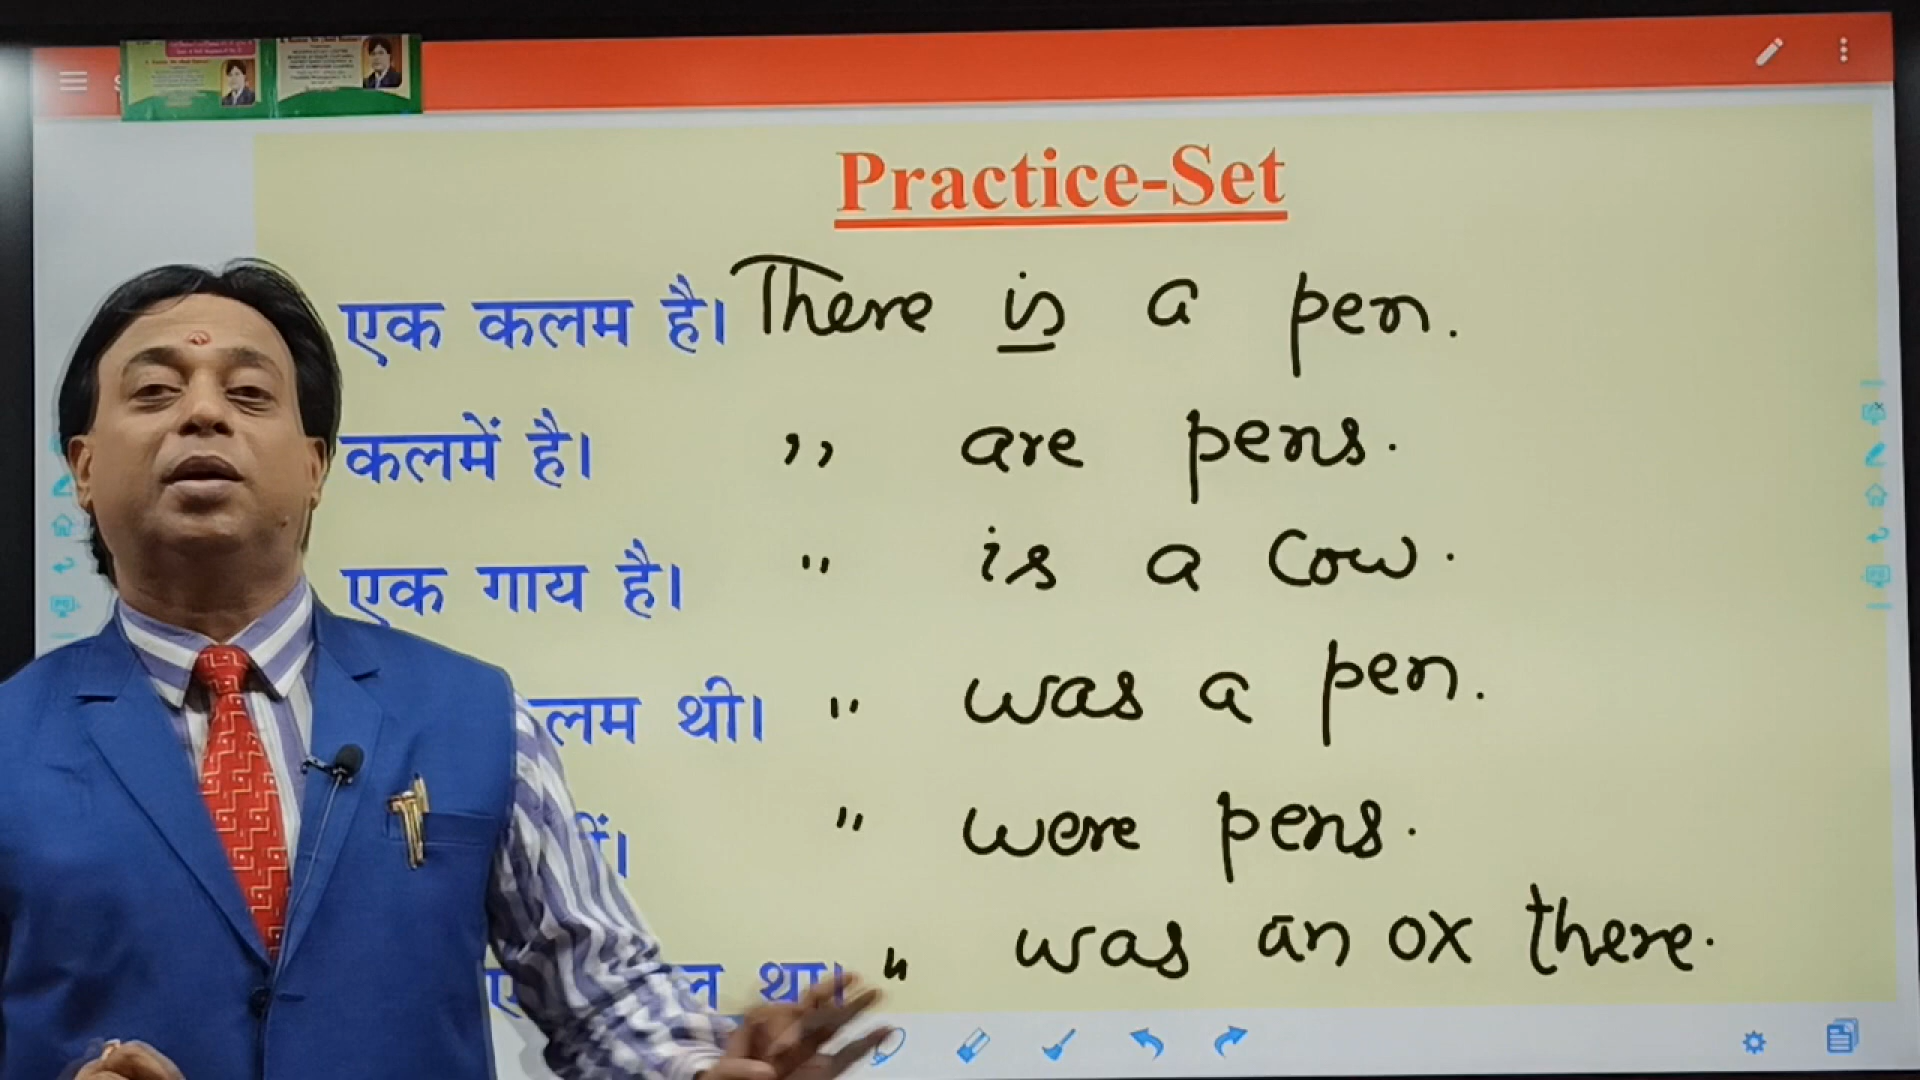 Practice-Set
एक कलम है। There is a pen.
कलमें है। ,, are pens.
एक गाय है। " is a cow.
लम थी। " was a pen.
" were pens.
ल था। " was an ox there.